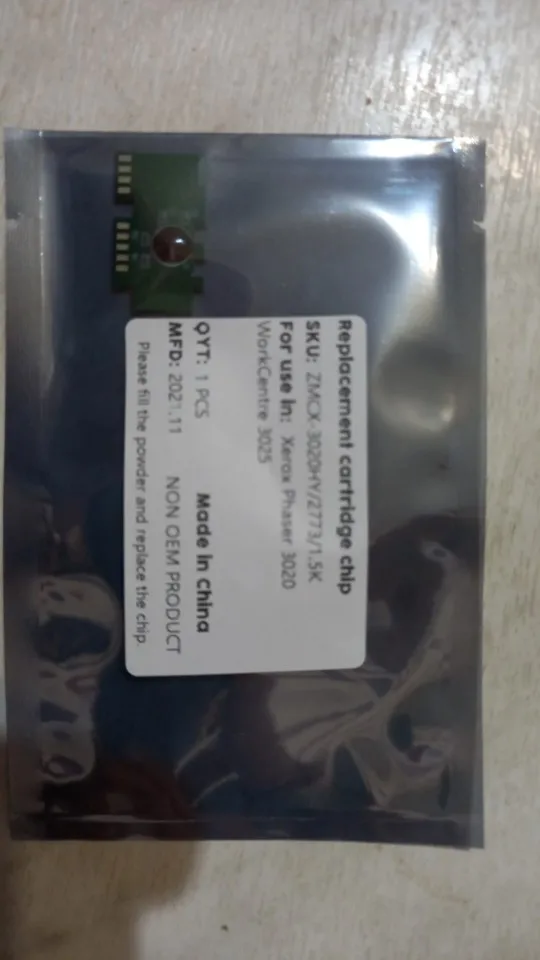 Replacement cartridge chip
SKU: ZMCX-3020HY/2773/1.5K
For use in: Xerox Phaser 3020
WorkCentre 3025
QYT: 1 PCS Made in China
MFD: 2021.11 NON OEM PRODUCT
Please fill the powder and replace the chip.